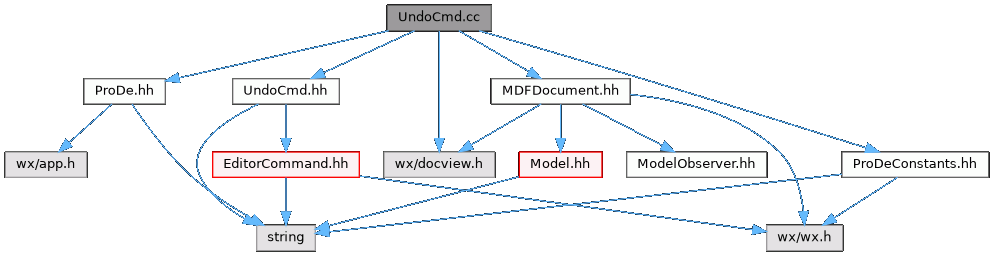 UndoCmd.cc
ProDe.hh
UndoCmd.hh
MDFDocument.hh
wx/app.h
EditorCommand.hh
wx/docview.h
Model.hh
ModelObserver.hh
ProDeConstants.hh
string
wx/wx.h